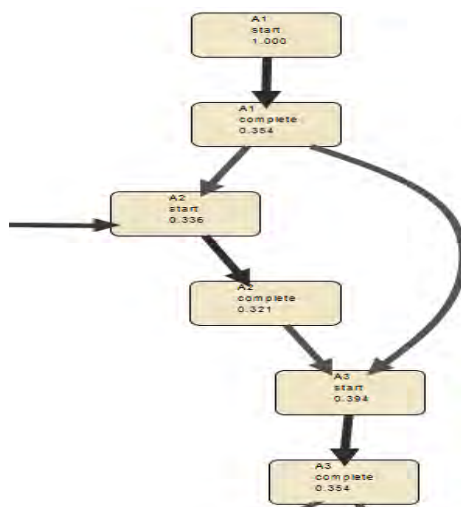 A1
start
1.000
A1
complete
0.354
A2
start
0.336
A2
complete
0.321
A3
start
0.394
A3
complete
0.354